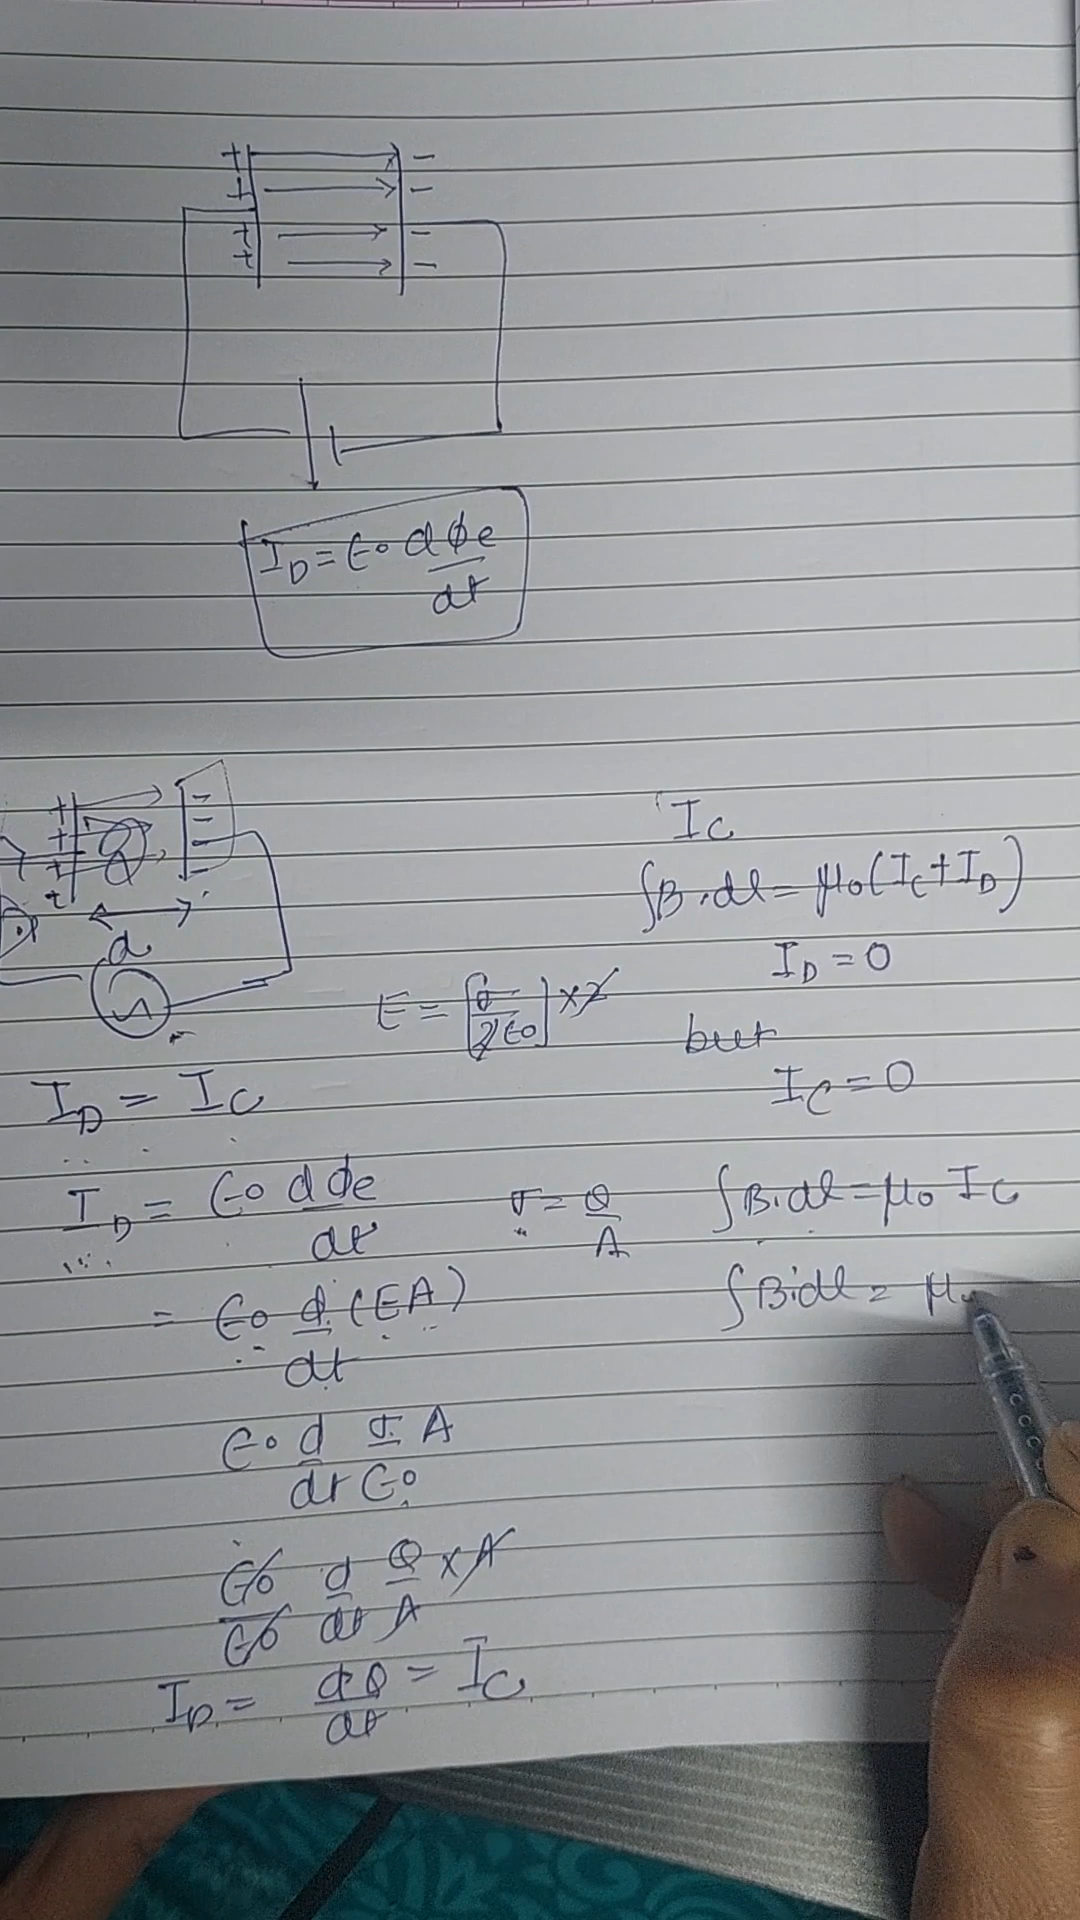 + -
+ -
+ -
+ -
I_D = ε₀ dϕe/dt
+ -
+ -
+ -
+ -
d
I_C
∫B.dl = μ₀(I_C + I_D)
I_D = 0
E = [σ/2ε₀] × 2
but
I_C = 0
I_D = I_C
I_D = ε₀ dϕe/dt
σ = Q/A
∫B.dl = μ₀ I_C
= ε₀ d/dt (EA)
∫B.dl = μ₀
ε₀ d/dt σ/ε₀ A
ε₀/ε₀ d/dt Q/A × A
I_D = dQ/dt = I_C